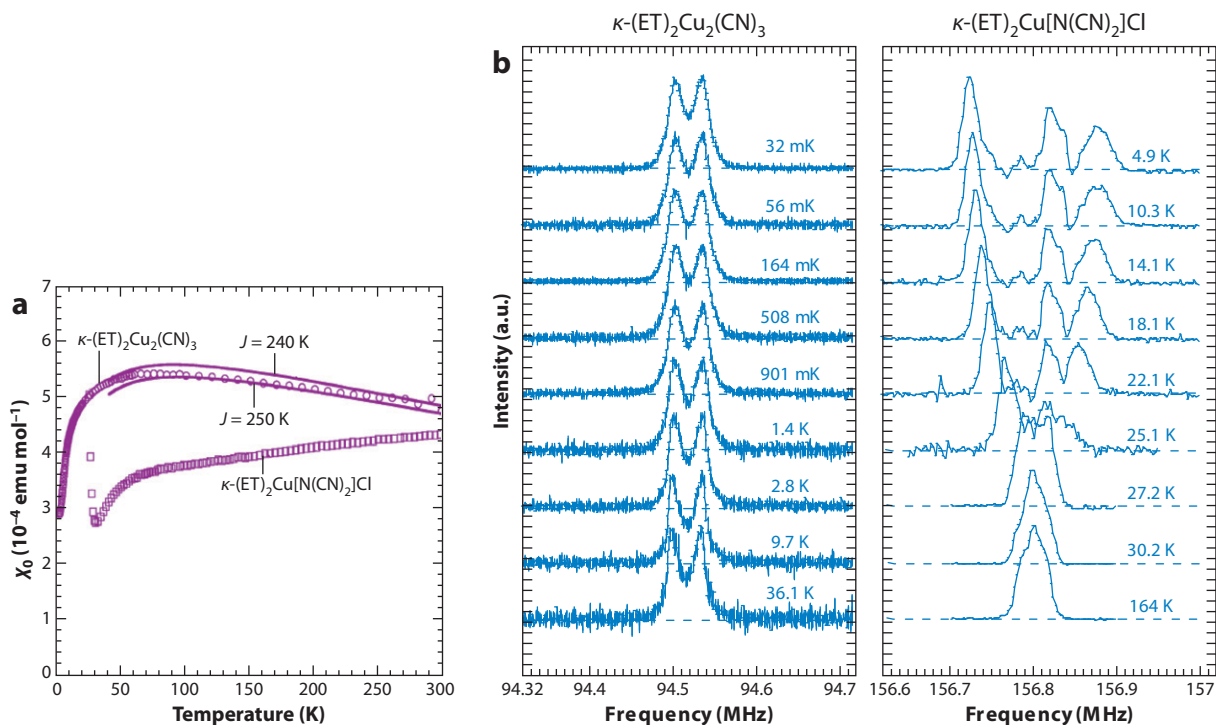 a
7
6
5
4
3
2
1
0
0
50
100
150
200
250
300
χ₀ (10⁻⁴ emu mol⁻¹)
Temperature (K)
κ-(ET)₂Cu₂(CN)₃
J = 240 K
J = 250 K
κ-(ET)₂Cu[N(CN)₂]Cl
b
κ-(ET)₂Cu₂(CN)₃
Intensity (a.u.)
32 mK
56 mK
164 mK
508 mK
901 mK
1.4 K
2.8 K
9.7 K
36.1 K
94.32
94.4
94.5
94.6
94.7
Frequency (MHz)
κ-(ET)₂Cu[N(CN)₂]Cl
4.9 K
10.3 K
14.1 K
18.1 K
22.1 K
25.1 K
27.2 K
30.2 K
164 K
156.6
156.7
156.8
156.9
157
Frequency (MHz)